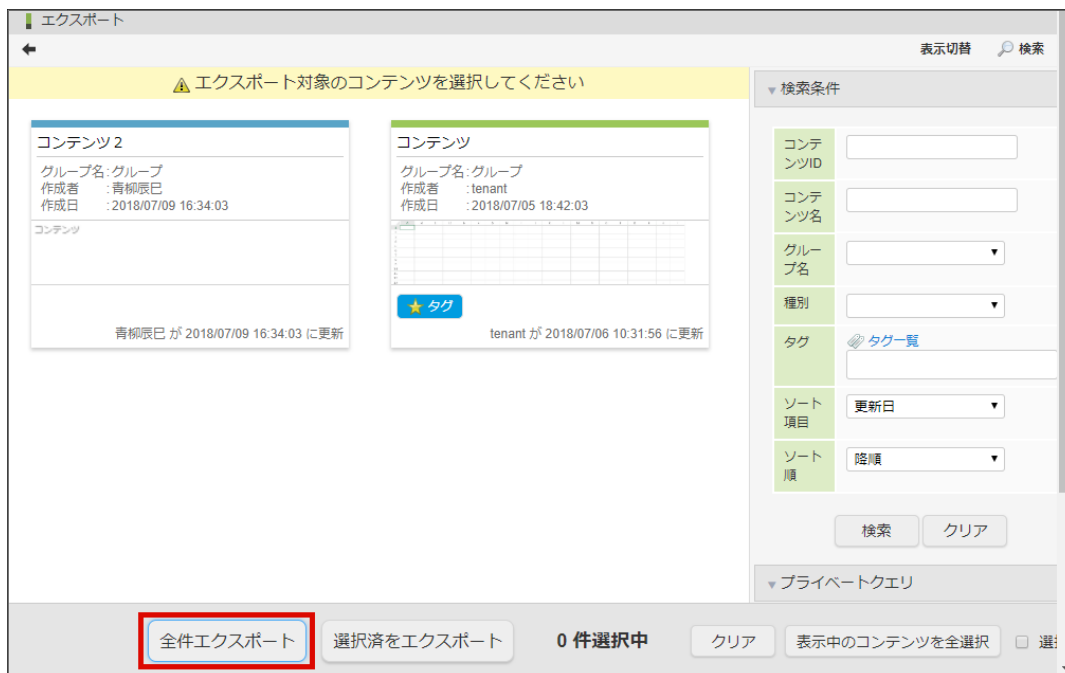 エクスポート
表示切替 検索
エクスポート対象のコンテンツを選択してください
コンテンツ 2
グループ名:グループ
作成者 :青柳辰巳
作成日 :2018/07/09 16:34:03
コンテンツ
青柳辰巳 が 2018/07/09 16:34:03 に更新
コンテンツ
グループ名:グループ
作成者 :tenant
作成日 :2018/07/05 18:42:03
タグ
tenant が 2018/07/06 10:31:56 に更新
検索条件
コンテ
ンツID
コンテ
ンツ名
グルー
プ名
種別
タグ
タグ一覧
ソート
項目
更新日
ソート
順
降順
検索 クリア
プライベートクエリ
全件エクスポート 選択済をエクスポート 0 件選択中 クリア 表示中のコンテンツを全選択 選